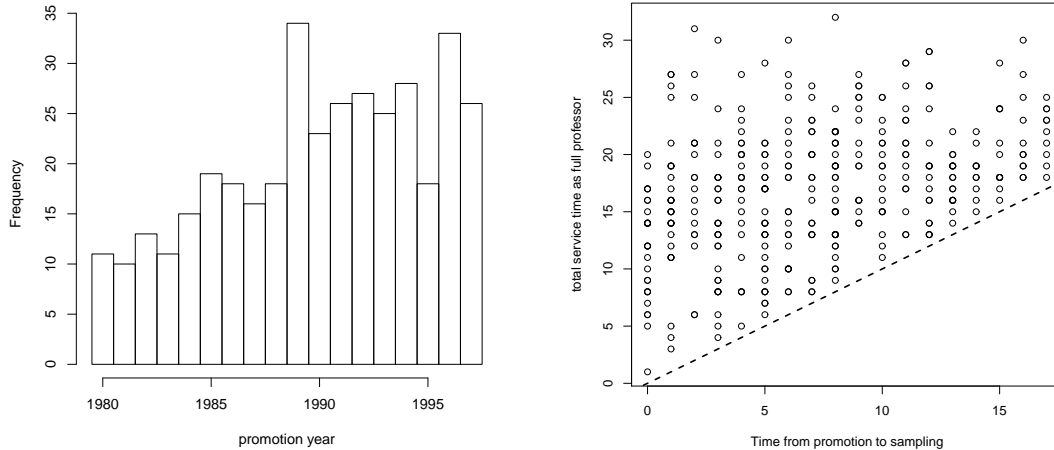 Frequency
35
30
25
20
15
10
5
0
1980 1985 1990 1995
promotion year
total service time as full professor
30
25
20
15
10
5
0
0 5 10 15
Time from promotion to sampling